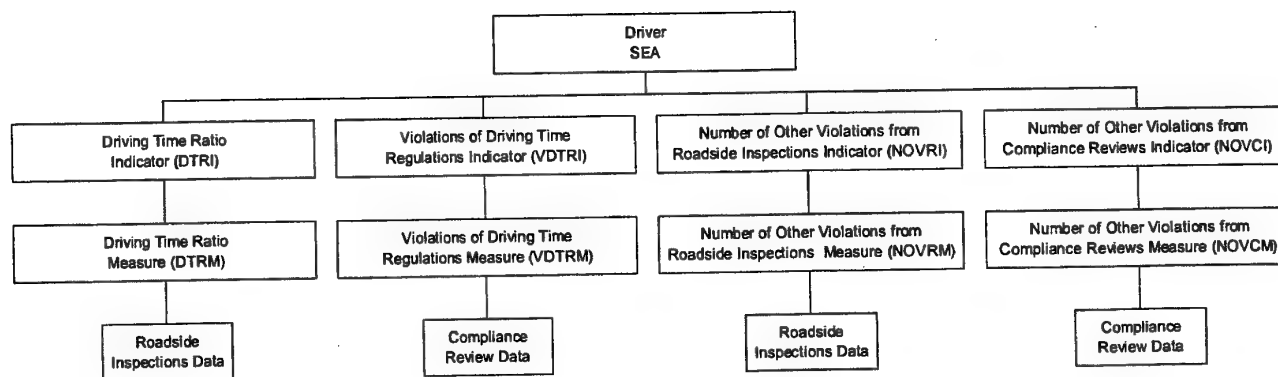 Driver
SEA
Driving Time Ratio
Indicator (DTRI)
Violations of Driving Time
Regulations Indicator (VDTRI)
Number of Other Violations from
Roadside Inspections Indicator (NOVRI)
Number of Other Violations from
Compliance Reviews Indicator (NOVCI)
Driving Time Ratio
Measure (DTRM)
Violations of Driving Time
Regulations Measure (VDTRM)
Number of Other Violations from
Roadside Inspections Measure (NOVRM)
Number of Other Violations from
Compliance Reviews Measure (NOVCM)
Roadside
Inspections Data
Compliance
Review Data
Roadside
Inspections Data
Compliance
Review Data